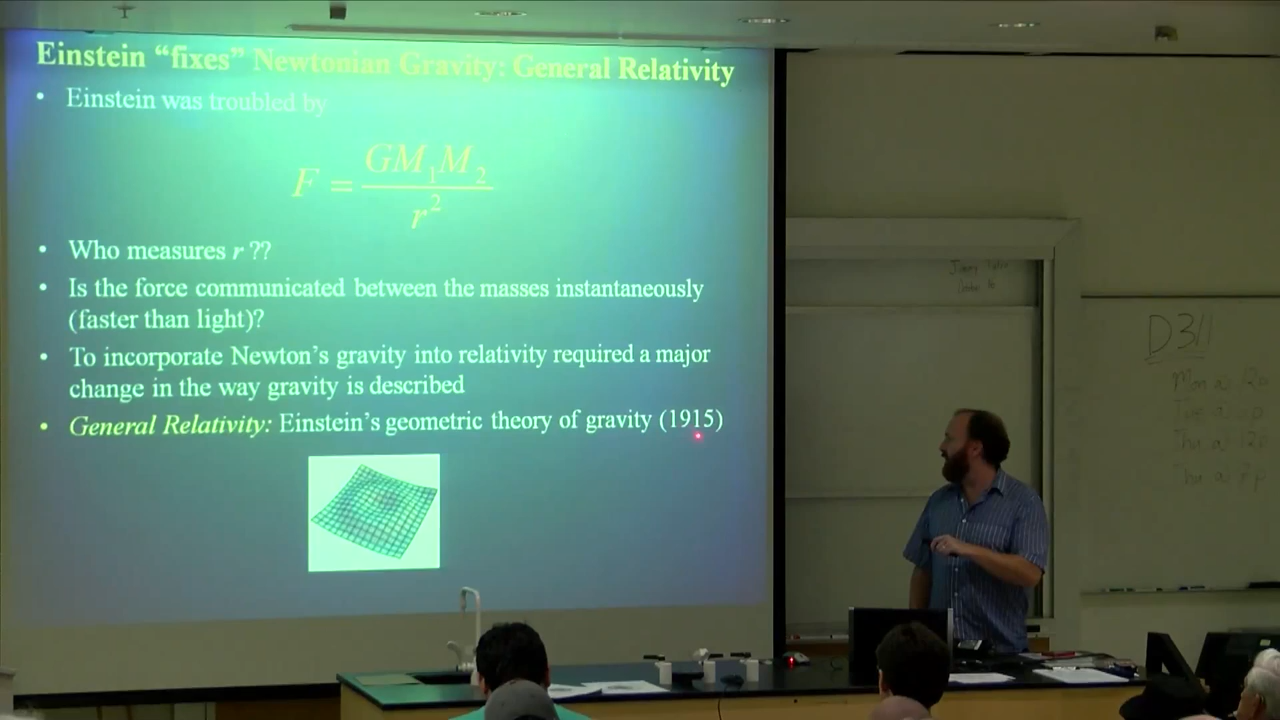 Einstein “fixes” Newtonian Gravity: General Relativity
• Einstein was troubled by
F = GM₁M₂ / r²
• Who measures r ??
• Is the force communicated between the masses instantaneously
(faster than light)?
• To incorporate Newton’s gravity into relativity required a major
change in the way gravity is described
• General Relativity: Einstein’s geometric theory of gravity (1915)
D311